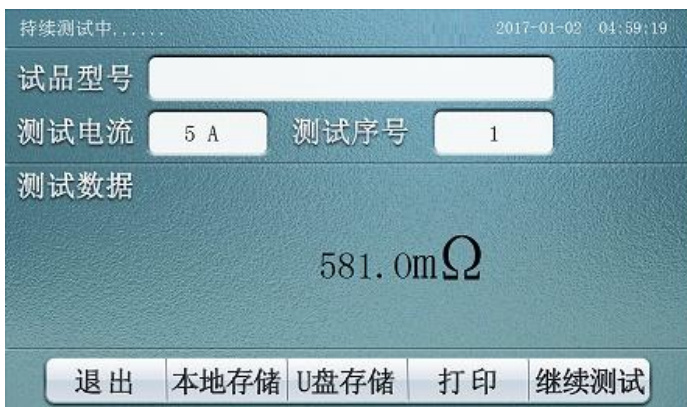 持续测试中...... 2017-01-02 04:59:19
试品型号
测试电流 5 A 测试序号 1
测试数据
581.0mΩ
退出 本地存储 U盘存储 打印 继续测试